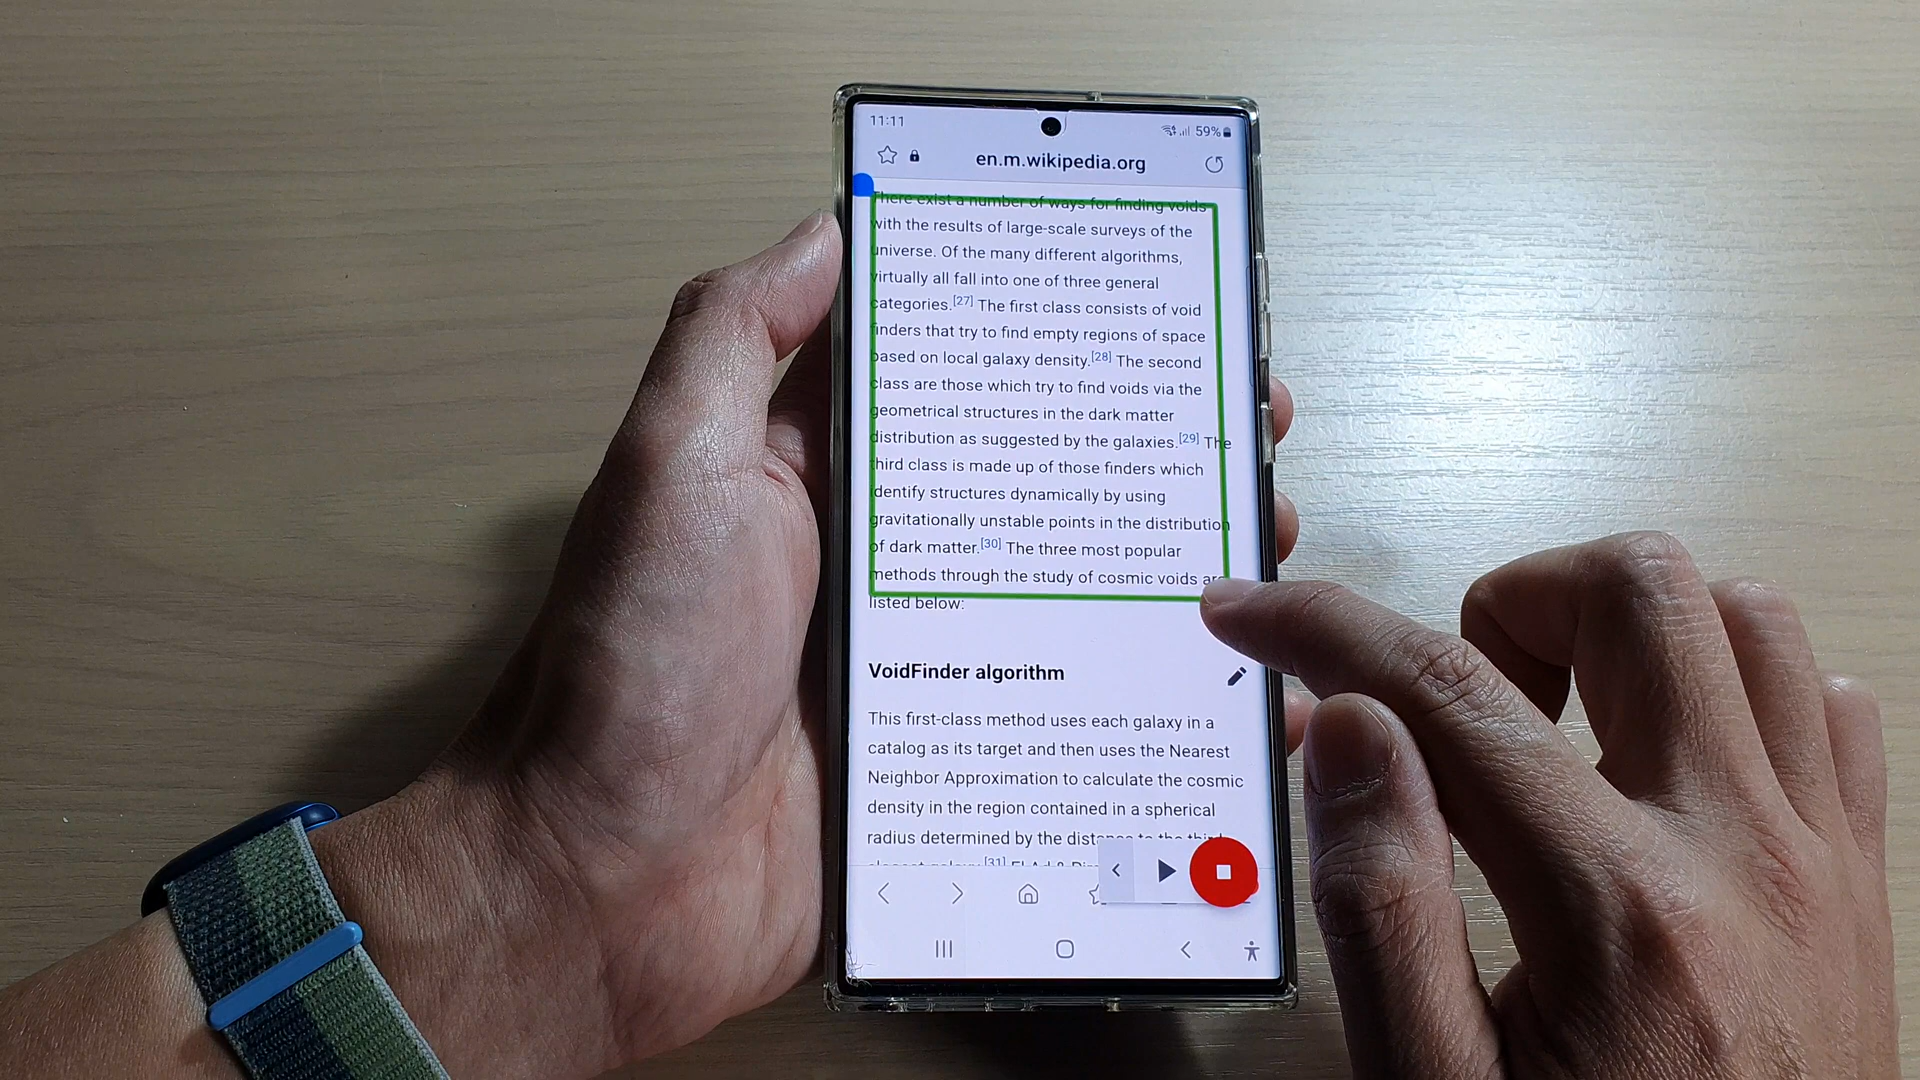 11:11
59%
en.m.wikipedia.org
There exist a number of ways for finding voids
with the results of large-scale surveys of the
universe. Of the many different algorithms,
virtually all fall into one of three general
categories.[27] The first class consists of void
finders that try to find empty regions of space
based on local galaxy density.[28] The second
class are those which try to find voids via the
geometrical structures in the dark matter
distribution as suggested by the galaxies.[29] The
third class is made up of those finders which
identify structures dynamically by using
gravitationally unstable points in the distribution
of dark matter.[30] The three most popular
methods through the study of cosmic voids are
listed below:
VoidFinder algorithm
This first-class method uses each galaxy in a
catalog as its target and then uses the Nearest
Neighbor Approximation to calculate the cosmic
density in the region contained in a spherical
radius determined by the distance to the third
[31]